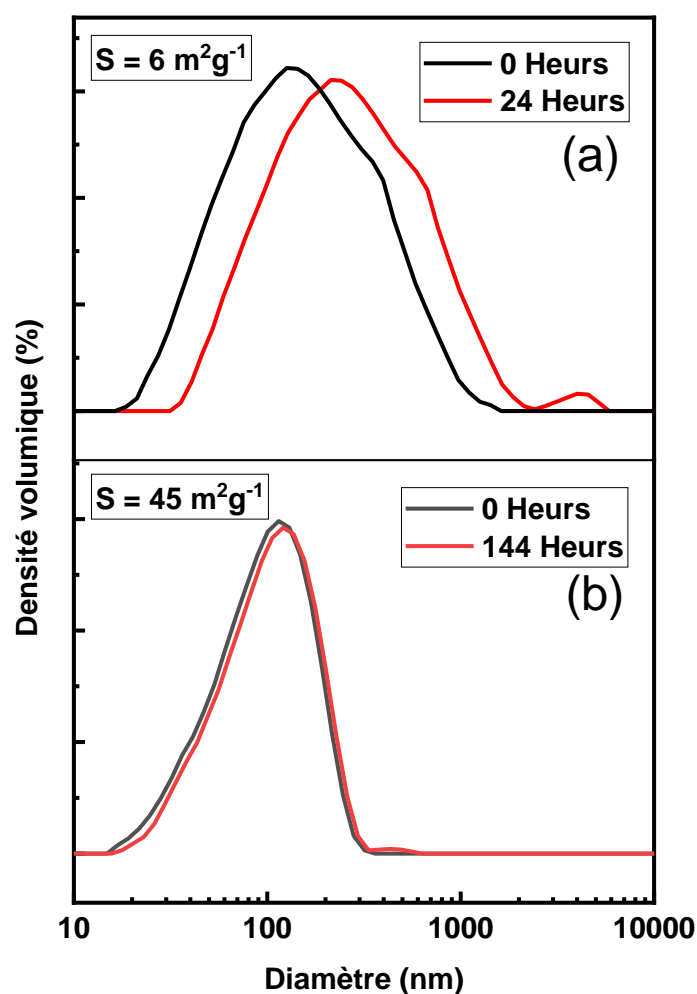 S = 6 m²g⁻¹
0 Heurs
24 Heurs
(a)
Densité volumique (%)
S = 45 m²g⁻¹
0 Heurs
144 Heurs
(b)
10 100 1000 10000
Diamètre (nm)